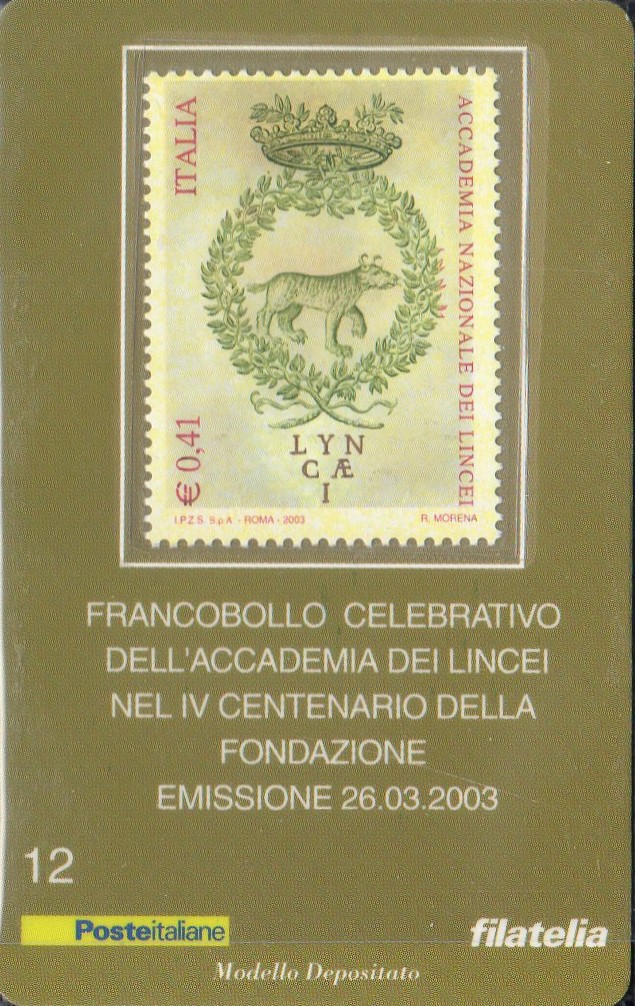 ITALIA
ACCADEMIA NAZIONALE DEI LINCEI
€ 0,41
LYN
CÆ
I
I.P.Z.S. S.p.A. - ROMA - 2003
R. MORENA
FRANCOBOLLO CELEBRATIVO
DELL'ACCADEMIA DEI LINCEI
NEL IV CENTENARIO DELLA
FONDAZIONE
EMISSIONE 26.03.2003
12
Posteitaliane
filatelia
Modello Depositato